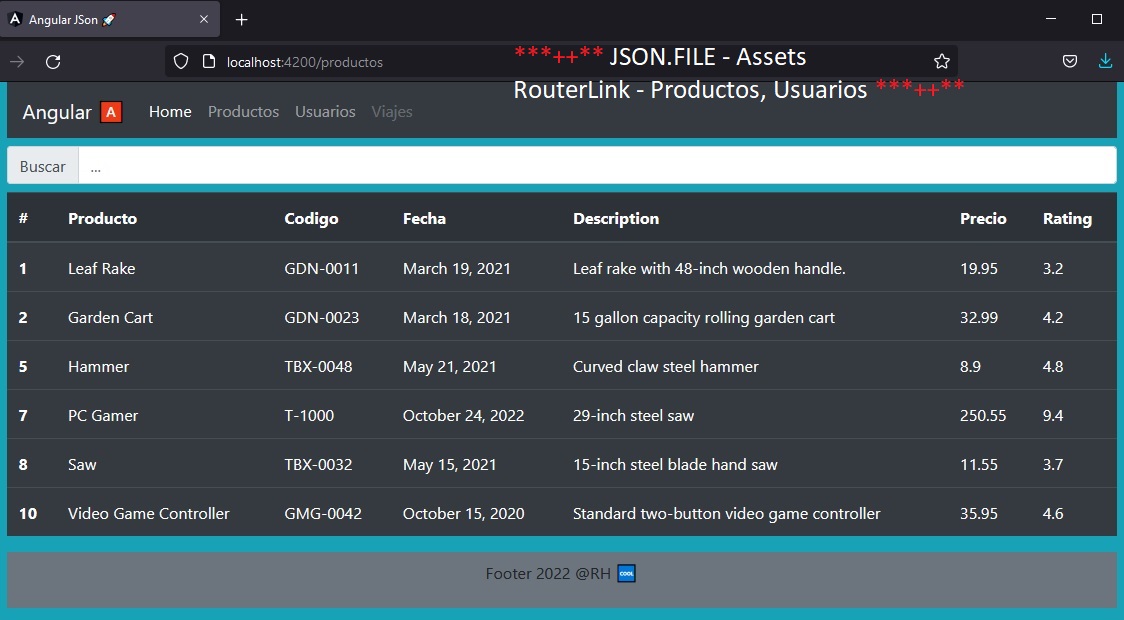 Angular JSon 🚀
localhost:4200/productos
***++** JSON.FILE - Assets
RouterLink - Productos, Usuarios ***++**
Angular 🅰 Home Productos Usuarios Viajes
Buscar ...
# Producto Codigo Fecha Description Precio Rating
1 Leaf Rake GDN-0011 March 19, 2021 Leaf rake with 48-inch wooden handle. 19.95 3.2
2 Garden Cart GDN-0023 March 18, 2021 15 gallon capacity rolling garden cart 32.99 4.2
5 Hammer TBX-0048 May 21, 2021 Curved claw steel hammer 8.9 4.8
7 PC Gamer T-1000 October 24, 2022 29-inch steel saw 250.55 9.4
8 Saw TBX-0032 May 15, 2021 15-inch steel blade hand saw 11.55 3.7
10 Video Game Controller GMG-0042 October 15, 2020 Standard two-button video game controller 35.95 4.6
Footer 2022 @RH 🆒